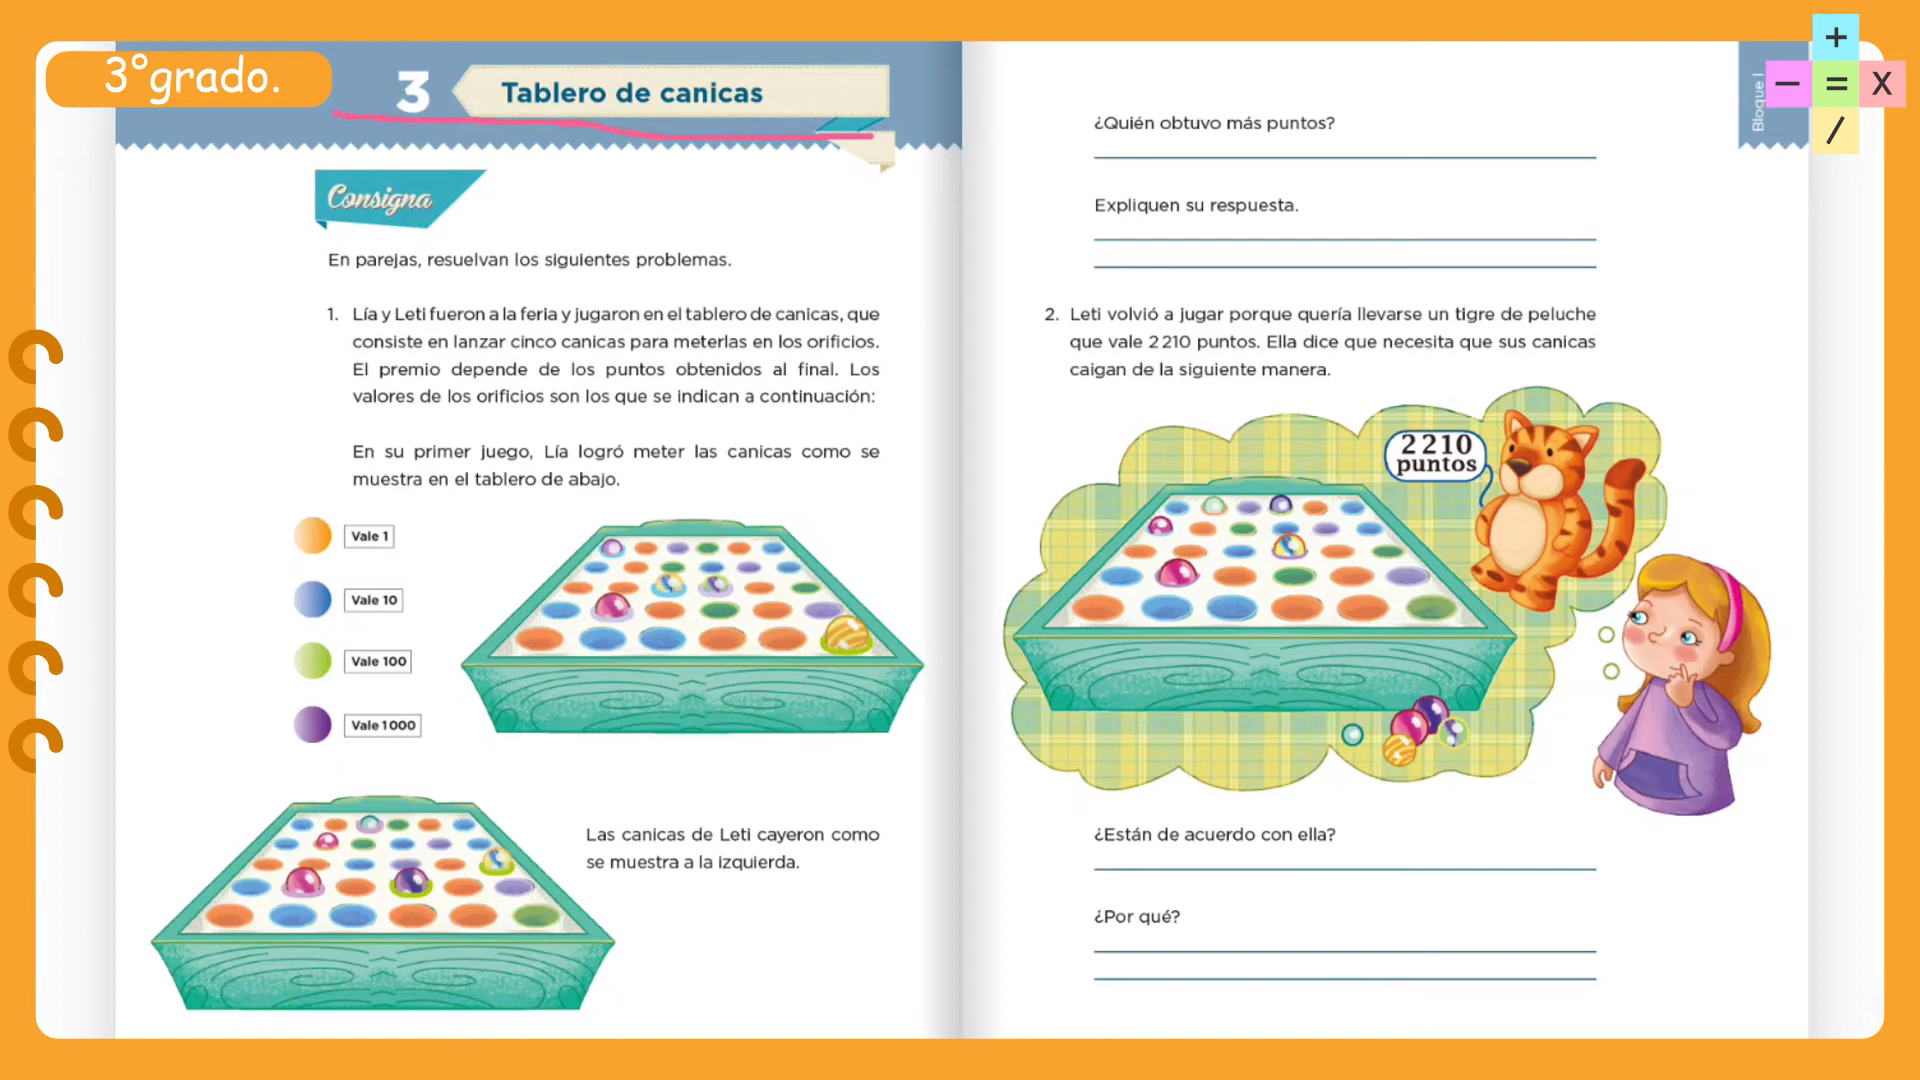 3°grado.
3
Tablero de canicas
Consigna
En parejas, resuelvan los siguientes problemas.
1. Lía y Leti fueron a la feria y jugaron en el tablero de canicas, que
consiste en lanzar cinco canicas para meterlas en los orificios.
El premio depende de los puntos obtenidos al final. Los
valores de los orificios son los que se indican a continuación:
En su primer juego, Lía logró meter las canicas como se
muestra en el tablero de abajo.
Vale 1
Vale 10
Vale 100
Vale 1000
Las canicas de Leti cayeron como
se muestra a la izquierda.
Bloque I
+
− = X
/
¿Quién obtuvo más puntos?
Expliquen su respuesta.
2. Leti volvió a jugar porque quería llevarse un tigre de peluche
que vale 2210 puntos. Ella dice que necesita que sus canicas
caigan de la siguiente manera.
2210
puntos
¿Están de acuerdo con ella?
¿Por qué?